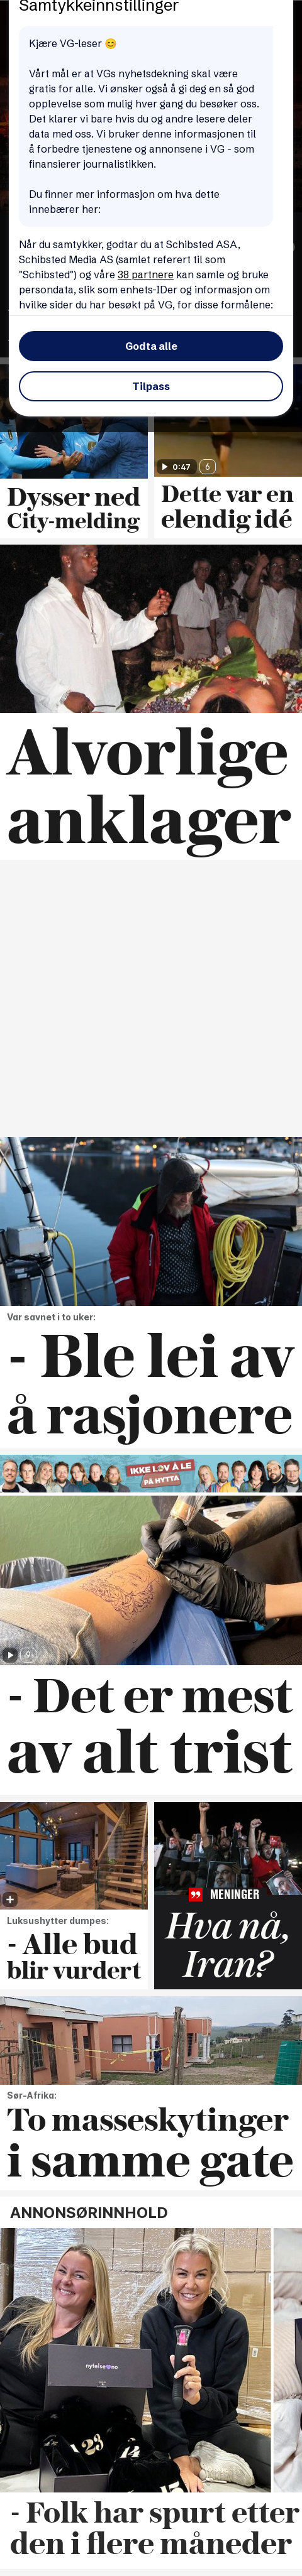 Samtykkeinnstillinger
Kjære VG-leser 😊
Vårt mål er at VGs nyhetsdekning skal være
gratis for alle. Vi ønsker også å gi deg en så god
opplevelse som mulig hver gang du besøker oss.
Det klarer vi bare hvis du og andre lesere deler
data med oss. Vi bruker denne informasjonen til
å forbedre tjenestene og annonsene i VG - som
finansierer journalistikken.
Du finner mer informasjon om hva dette
innebærer her:
Når du samtykker, godtar du at Schibsted ASA,
Schibsted Media AS (samlet referert til som
"Schibsted") og våre 38 partnere kan samle og bruke
persondata, slik som enhets-IDer og informasjon om
hvilke sider du har besøkt på VG, for disse formålene:
Godta alle
Tilpass
0:47 6
Dysser ned
City-melding
Dette var en
elendig idé
Alvorlige
anklager
Var savnet i to uker:
- Ble lei av
å rasjonere
IKKE LOV Å LE
PÅ HYTTA
9
- Det er mest
av alt trist
Luksushytter dumpes:
- Alle bud
blir vurdert
MENINGER
Hva nå,
Iran?
Sør-Afrika:
To masseskytinger
i samme gate
ANNONSØRINNHOLD
nytelse♥no
23
- Folk har spurt etter
den i flere måneder